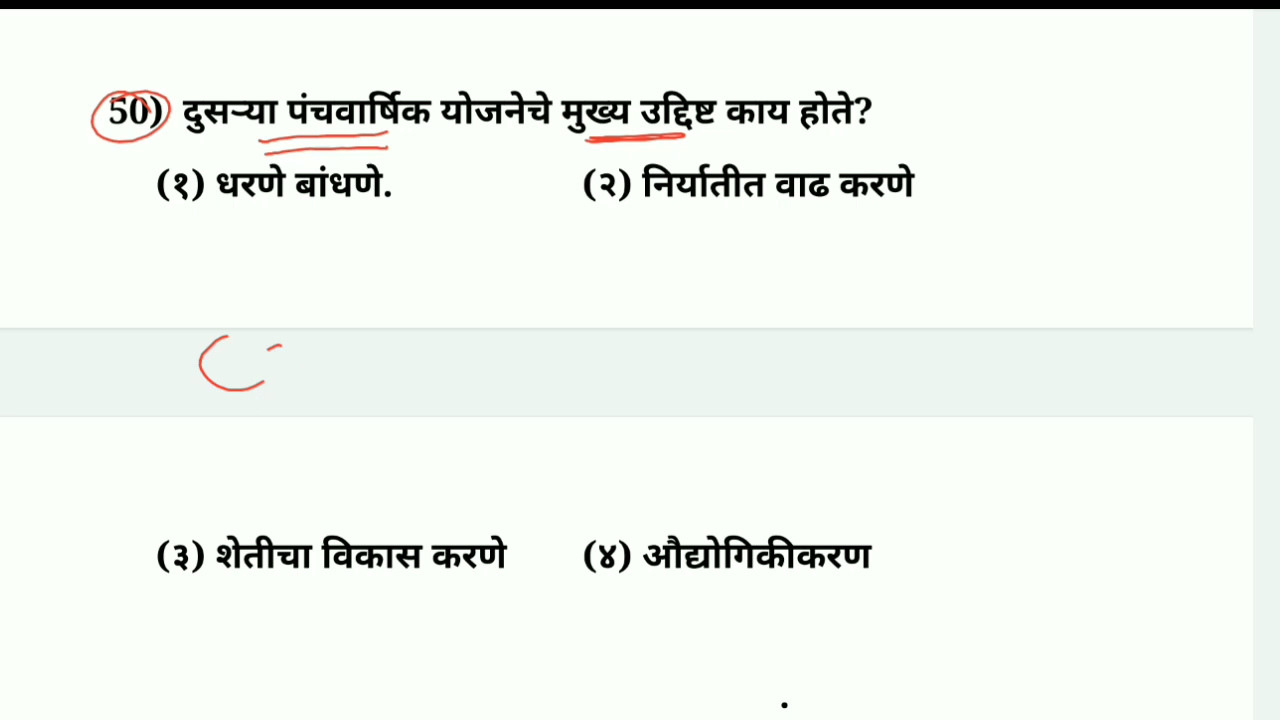 50) दुसऱ्या पंचवार्षिक योजनेचे मुख्य उद्दिष्ट काय होते?
(१) धरणे बांधणे. (२) निर्यातीत वाढ करणे
(३) शेतीचा विकास करणे (४) औद्योगिकीकरण